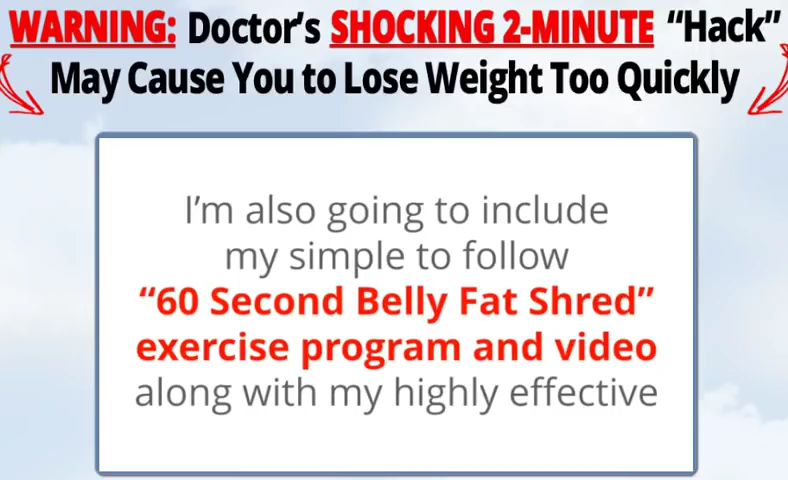 WARNING: Doctor's SHOCKING 2-MINUTE “Hack”
May Cause You to Lose Weight Too Quickly
I’m also going to include
my simple to follow
“60 Second Belly Fat Shred”
exercise program and video
along with my highly effective